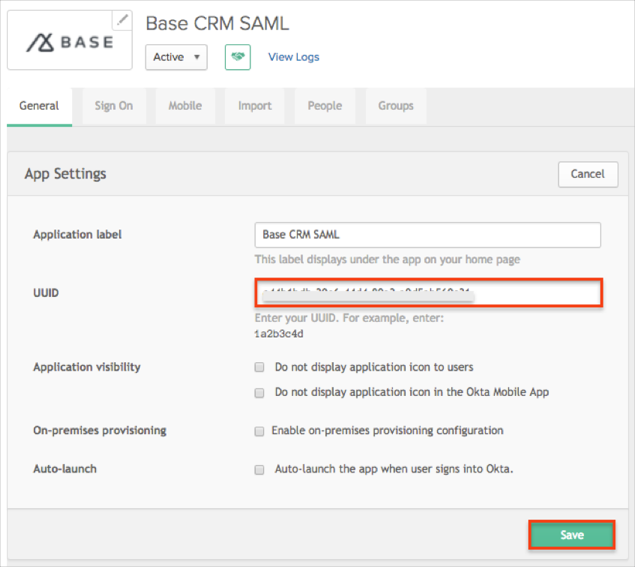 BASE
Base CRM SAML
Active
View Logs
General
Sign On
Mobile
Import
People
Groups
App Settings
Cancel
Application label
Base CRM SAML
This label displays under the app on your home page
UUID
Enter your UUID. For example, enter:
1a2b3c4d
Application visibility
Do not display application icon to users
Do not display application icon in the Okta Mobile App
On-premises provisioning
Enable on-premises provisioning configuration
Auto-launch
Auto-launch the app when user signs into Okta.
Save